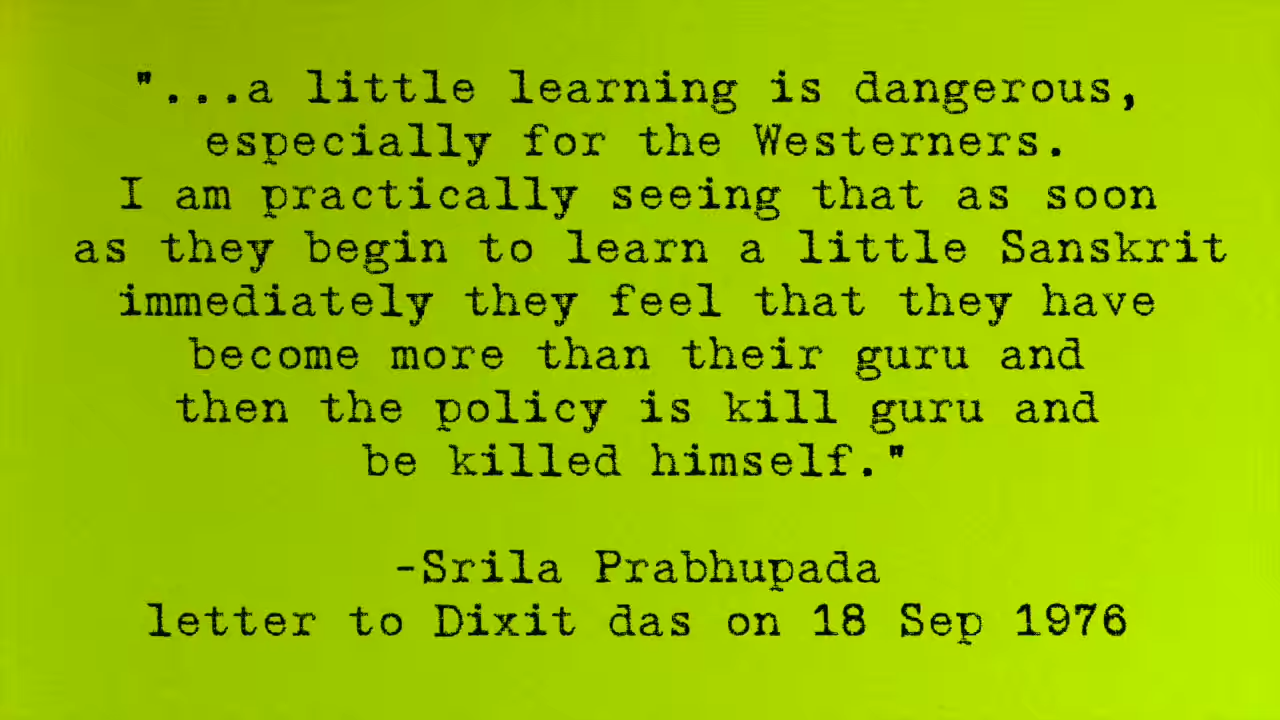 "...a little learning is dangerous,
especially for the Westerners.
I am practically seeing that as soon
as they begin to learn a little Sanskrit
immediately they feel that they have
become more than their guru and
then the policy is kill guru and
be killed himself."
-Srila Prabhupada
letter to Dixit das on 18 Sep 1976